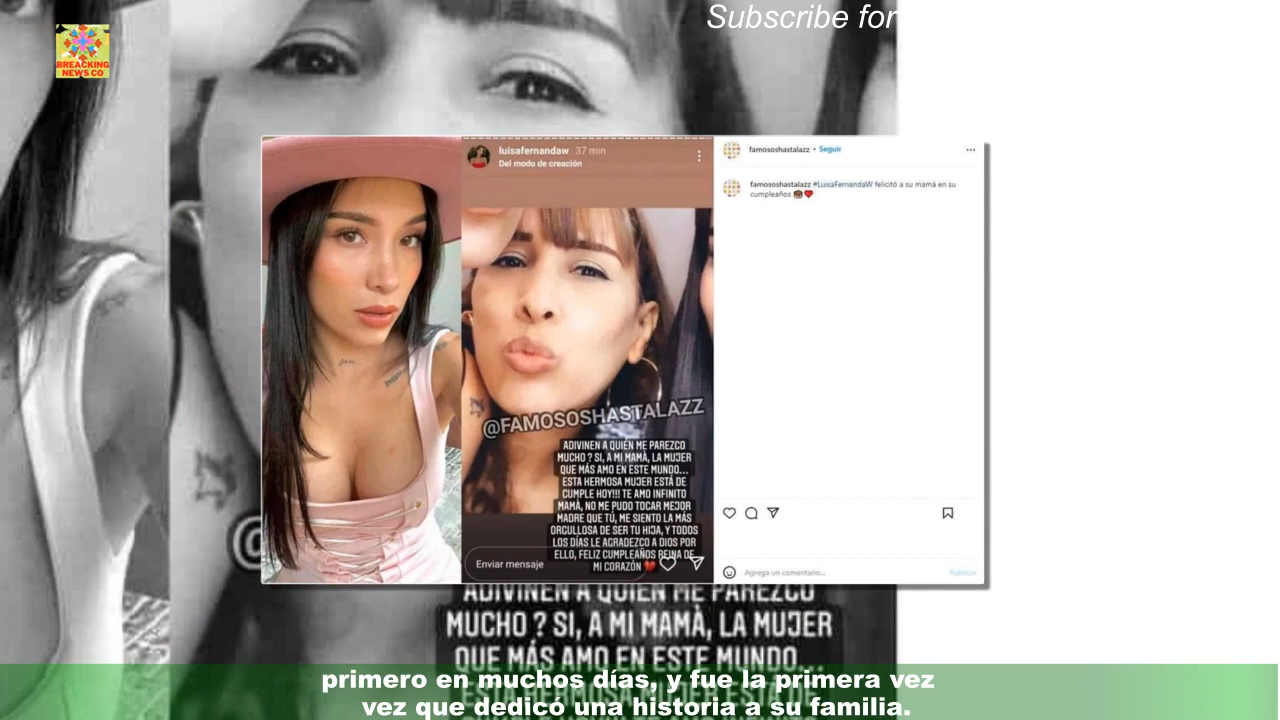 Subscribe for
BREACKING
NEWS CO
luisafernandaw 37 min
Del modo de creación
@FAMOSOSHASTALAZZ
ADIVINEN A QUIÉN ME PAREZCO
MUCHO ? SI, A MI MAMÀ, LA MUJER
QUE MÁS AMO EN ESTE MUNDO...
ESTA HERMOSA MUJER ESTÁ DE
CUMPLE HOY!!! TE AMO INFINITO
MAMÀ, NO ME PUDO TOCAR MEJOR
MADRE QUE TÚ, ME SIENTO LA MÁS
ORGULLOSA DE SER TU HIJA, Y TODOS
LOS DÍAS LE AGRADEZCO A DIOS POR
ELLO, FELIZ CUMPLEAÑOS REINA DE
MI CORAZÓN
Enviar mensaje
famososhastalazz • Seguir
famososhastalazz #LuisaFernandaW felicitó a su mamá en su
cumpleaños
Agrega un comentario...
Publicar
ADIVINEN A QUIÉN ME PAREZCO
MUCHO ? SI, A MI MAMÀ, LA MUJER
QUE MÁS AMO EN ESTE MUNDO...
primero en muchos días, y fue la primera vez
vez que dedicó una historia a su familia.